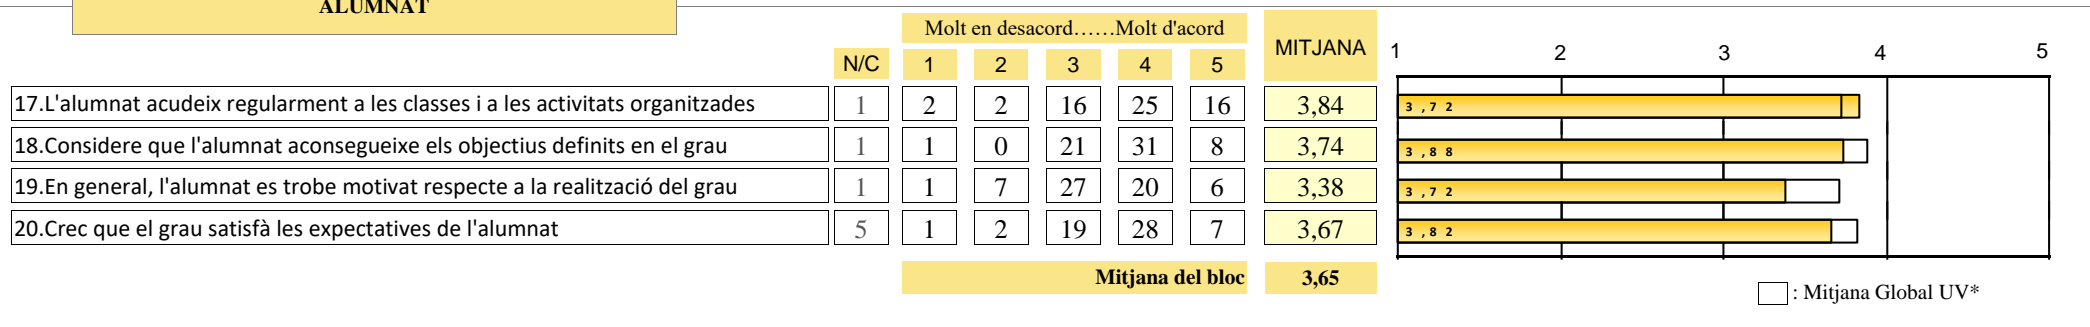 ALUMNAT
Molt en desacord……Molt d'acord
MITJANA
N/C 1 2 3 4 5
1 2 3 4 5
17.L'alumnat acudeix regularment a les classes i a les activitats organitzades 1 2 2 16 25 16 3,84 3,72
18.Considere que l'alumnat aconsegueixe els objectius definits en el grau 1 1 0 21 31 8 3,74 3,88
19.En general, l'alumnat es trobe motivat respecte a la realització del grau 1 1 7 27 20 6 3,38 3,72
20.Crec que el grau satisfà les expectatives de l'alumnat 5 1 2 19 28 7 3,67 3,82
Mitjana del bloc 3,65
: Mitjana Global UV*